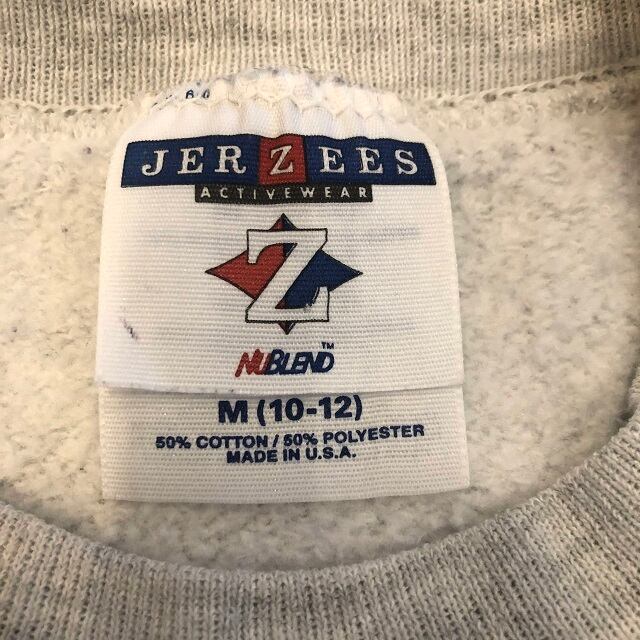 JERZEES
ACTIVEWEAR
Z
NUBLEND™
M (10-12)
50% COTTON / 50% POLYESTER
MADE IN U.S.A.